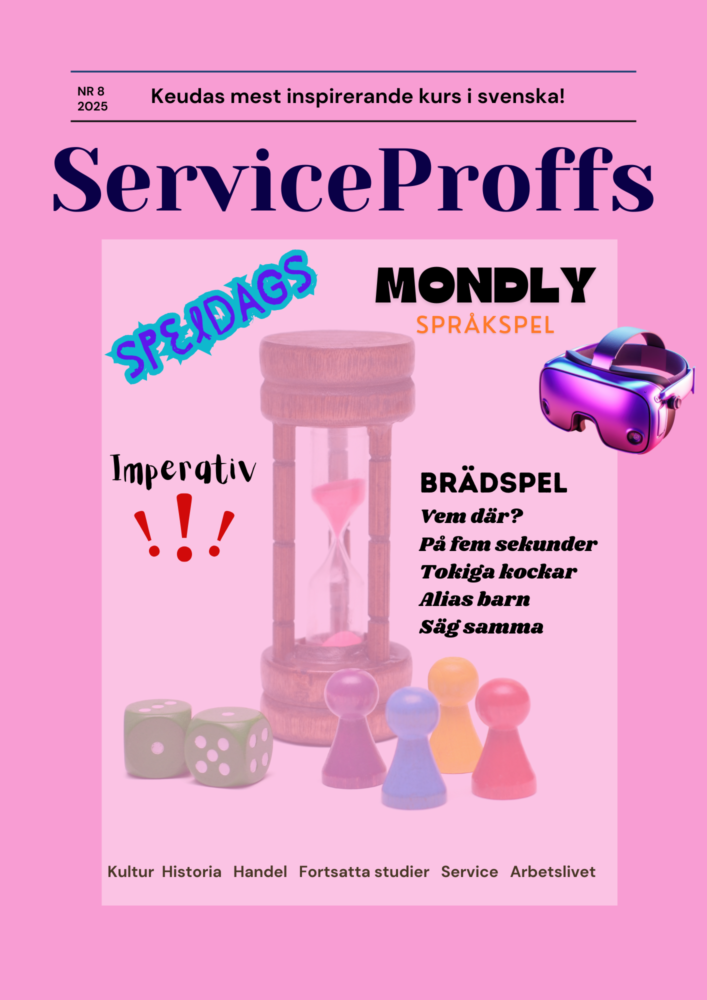 NR 8
2025
Keudas mest inspirerande kurs i svenska!
ServiceProffs
SPElDAGS
MONDLY
SPRÅKSPEL
Imperativ
!!!
BRÄDSPEL
Vem där?
På fem sekunder
Tokiga kockar
Alias barn
Säg samma
Kultur Historia Handel Fortsatta studier Service Arbetslivet